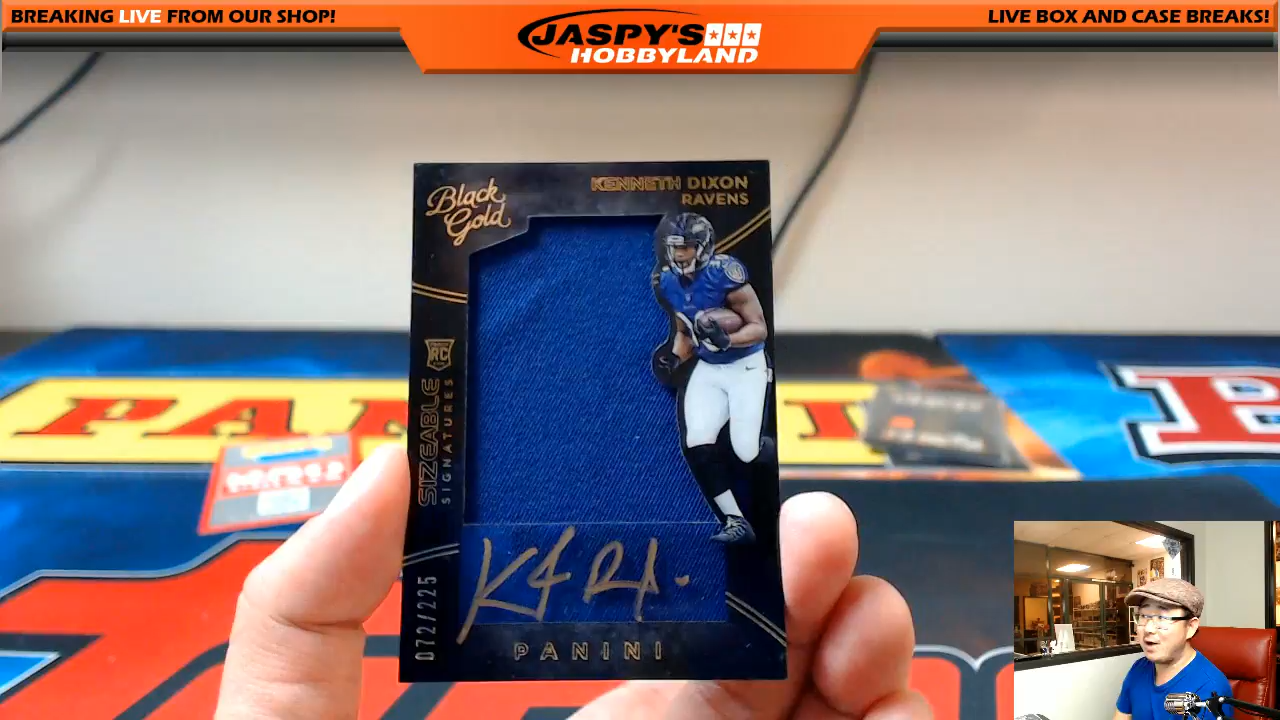 BREAKING LIVE FROM OUR SHOP!
JASPY'S
HOBBYLAND
LIVE BOX AND CASE BREAKS!
Black
Gold
KENNETH DIXON
RAVENS
RC
SIZEABLE
SIGNATURES
072/225
PANINI